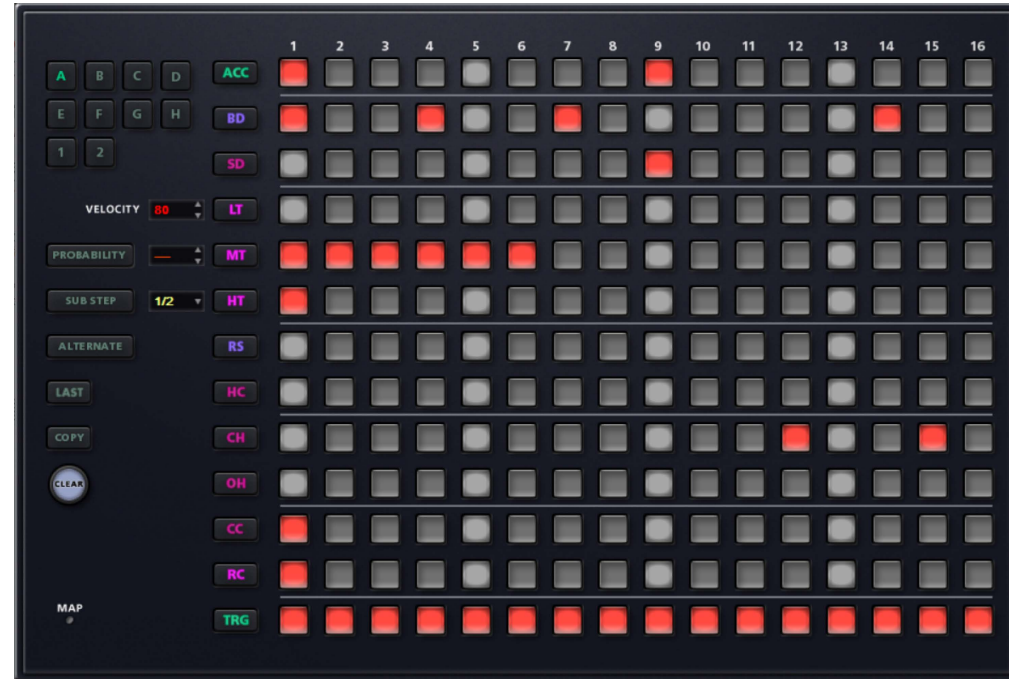 1 2 3 4 5 6 7 8 9 10 11 12 13 14 15 16
A B C D ACC
E F G H BD
1 2
SD
VELOCITY 80 LT
PROBABILITY — MT
SUB STEP 1/2 HT
ALTERNATE RS
LAST HC
COPY CH
CLEAR OH
CC
RC
MAP
TRG